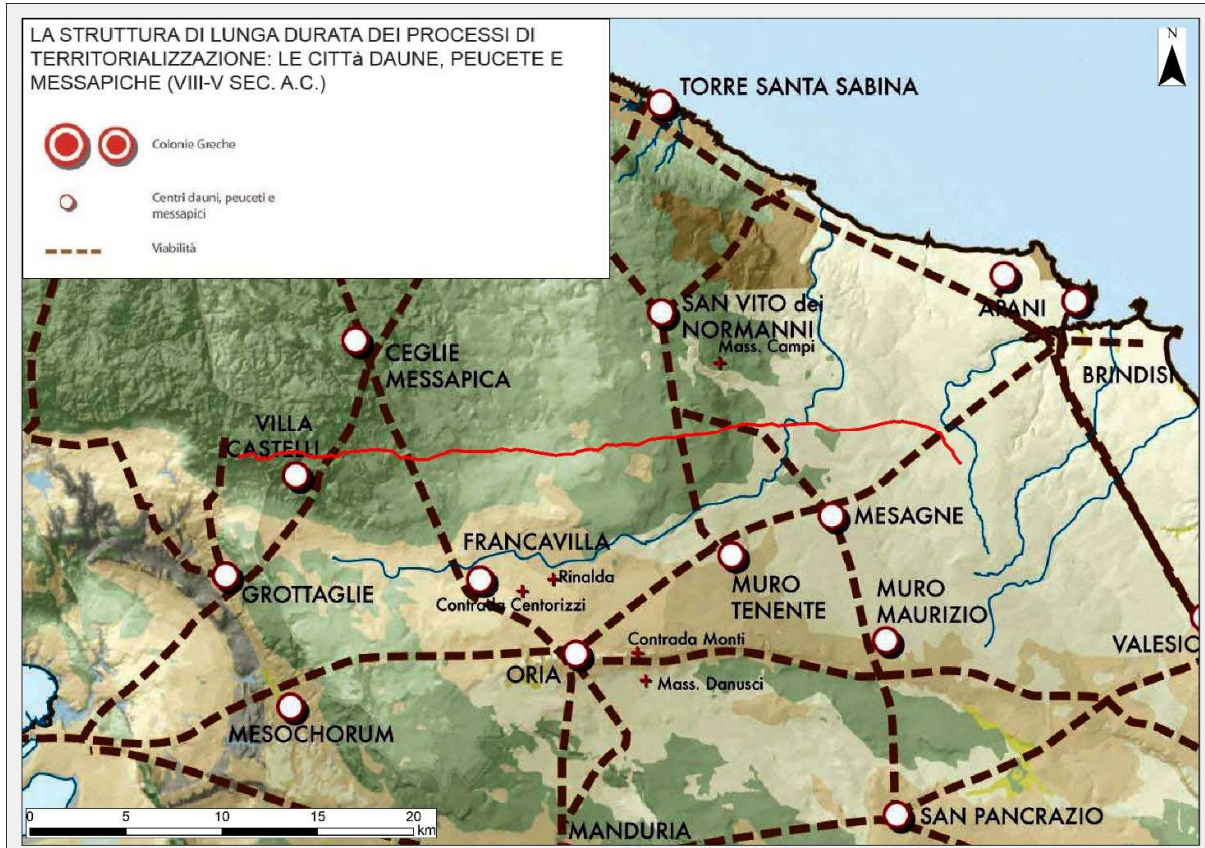 LA STRUTTURA DI LUNGA DURATA DEI PROCESSI DI
TERRITORIALIZZAZIONE: LE CITTà DAUNE, PEUCETE E
MESSAPICHE (VIII-V SEC. A.C.)
Colonie Greche
Centri dauni, peuceti e
messapici
Viabilità
N
TORRE SANTA SABINA
SAN VITO dei
NORMANNI
Mass. Campi
APANI
BRINDISI
CEGLIE
MESSAPICA
VILLA
CASTELLI
MESAGNE
FRANCAVILLA
Rinalda
Contrada Centorizzi
GROTTAGLIE
MURO
TENENTE
MURO
MAURIZIO
VALESIO
Contrada Monti
ORIA
Mass. Danusci
MESOCHORUM
SAN PANCRAZIO
MANDURIA
0 5 10 15 20
km